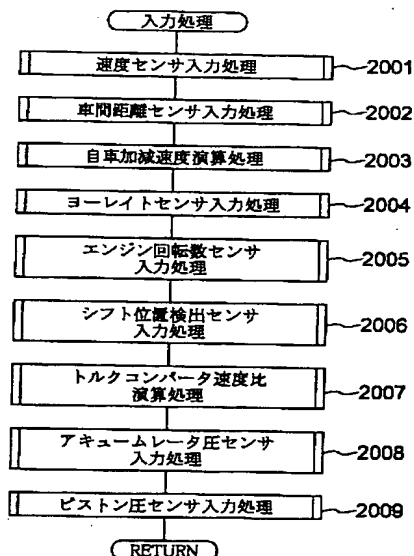 入力処理
速度センサ入力処理
2001
車間距離センサ入力処理
2002
自車加減速度演算処理
2003
ヨーレイトセンサ入力処理
2004
エンジン回転数センサ
入力処理
2005
シフト位置検出センサ
入力処理
2006
トルクコンバータ速度比
演算処理
2007
アキュームレータ圧センサ
入力処理
2008
ピストン圧センサ入力処理
2009
RETURN